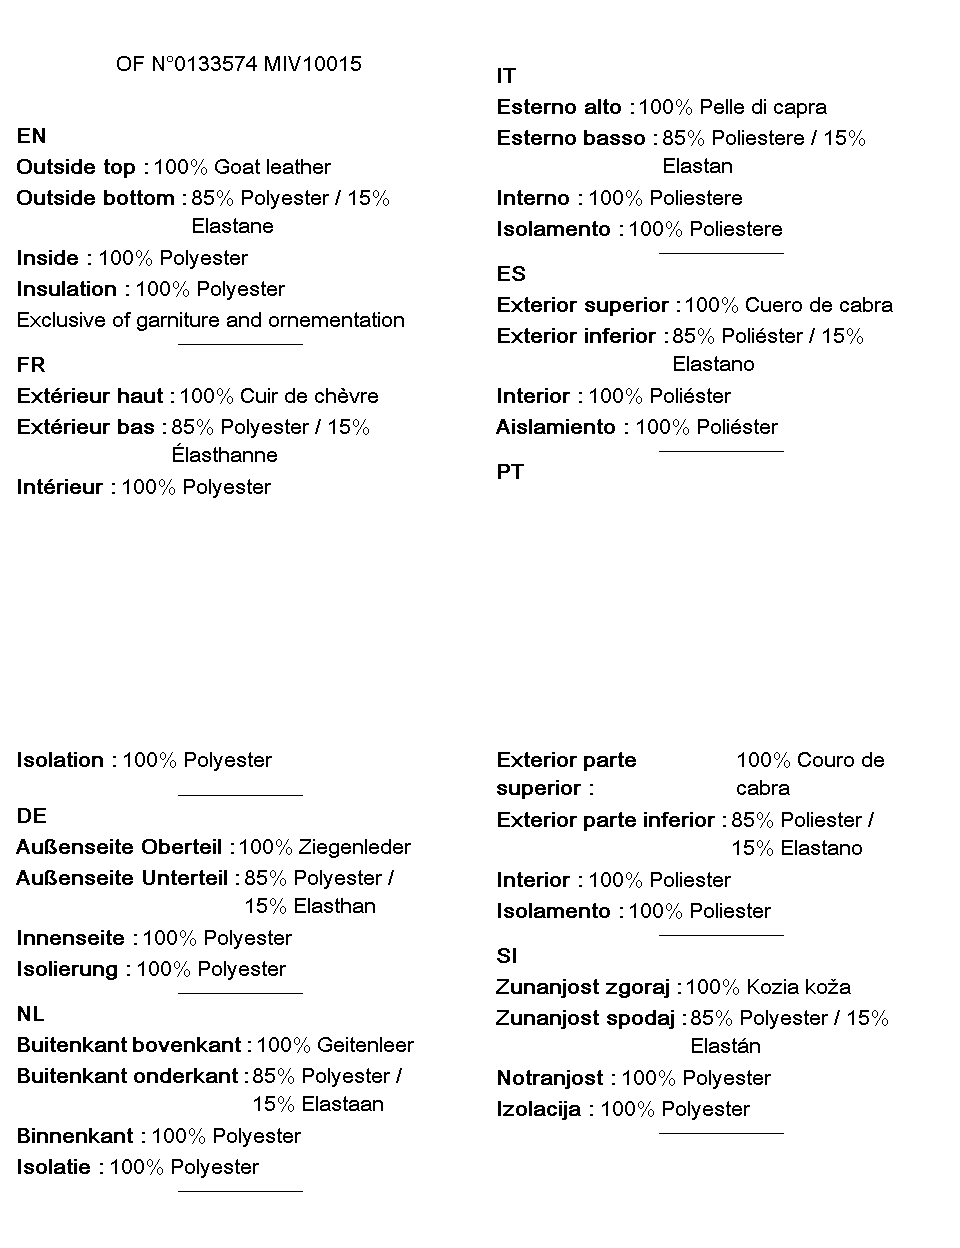 OF N°0133574 MIV10015
EN
Outside top : 100% Goat leather
Outside bottom : 85% Polyester / 15%
Elastane
Inside : 100% Polyester
Insulation : 100% Polyester
Exclusive of garniture and ornementation
FR
Extérieur haut : 100% Cuir de chèvre
Extérieur bas : 85% Polyester / 15%
Élasthanne
Intérieur : 100% Polyester
Isolation : 100% Polyester
DE
Außenseite Oberteil : 100% Ziegenleder
Außenseite Unterteil : 85% Polyester /
15% Elasthan
Innenseite : 100% Polyester
Isolierung : 100% Polyester
NL
Buitenkant bovenkant : 100% Geitenleer
Buitenkant onderkant : 85% Polyester /
15% Elastaan
Binnenkant : 100% Polyester
Isolatie : 100% Polyester
IT
Esterno alto : 100% Pelle di capra
Esterno basso : 85% Poliestere / 15%
Elastan
Interno : 100% Poliestere
Isolamento : 100% Poliestere
ES
Exterior superior : 100% Cuero de cabra
Exterior inferior : 85% Poliéster / 15%
Elastano
Interior : 100% Poliéster
Aislamiento : 100% Poliéster
PT
Exterior parte 100% Couro de
superior : cabra
Exterior parte inferior : 85% Poliester /
15% Elastano
Interior : 100% Poliester
Isolamento : 100% Poliester
SI
Zunanjost zgoraj : 100% Kozia koža
Zunanjost spodaj : 85% Polyester / 15%
Elastán
Notranjost : 100% Polyester
Izolacija : 100% Polyester